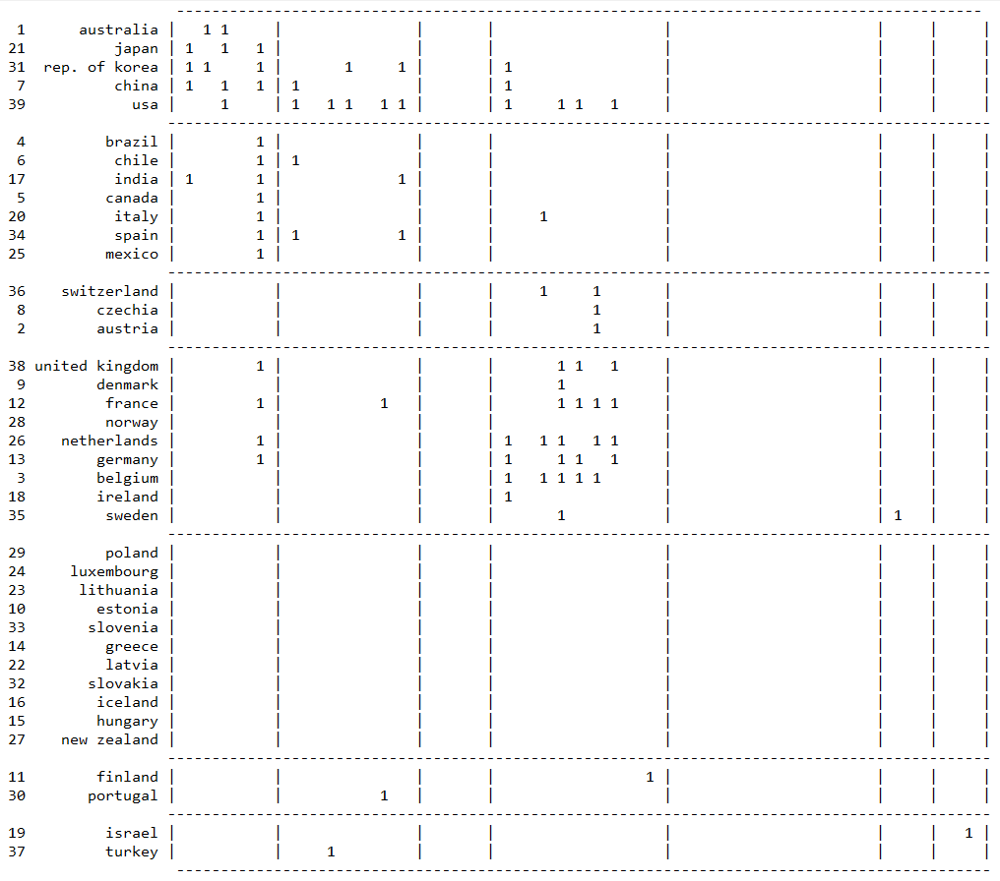 ---------------------------------------------------------------------------------------------
1 australia |   1 1     |               |       |                   |                       |     |     |
21 japan | 1   1   1 |               |       |                   |                       |     |     |
31 rep. of korea | 1 1     1 |       1     1 |       | 1                 |                       |     |     |
7 china | 1   1   1 | 1             |       | 1                 |                       |     |     |
39 usa |     1     | 1   1 1   1 1 |       | 1     1 1   1     |                       |     |     |
---------------------------------------------------------------------------------------------
4 brazil |         1 |               |       |                   |                       |     |     |
6 chile |         1 | 1             |       |                   |                       |     |     |
17 india | 1       1 |             1 |       |                   |                       |     |     |
5 canada |         1 |               |       |                   |                       |     |     |
20 italy |         1 |               |       |     1             |                       |     |     |
34 spain |         1 | 1           1 |       |                   |                       |     |     |
25 mexico |         1 |               |       |                   |                       |     |     |
---------------------------------------------------------------------------------------------
36 switzerland |           |               |       |     1     1       |                       |     |     |
8 czechia |           |               |       |           1       |                       |     |     |
2 austria |           |               |       |           1       |                       |     |     |
---------------------------------------------------------------------------------------------
38 united kingdom |         1 |               |       |       1 1   1     |                       |     |     |
9 denmark |           |               |       |       1           |                       |     |     |
12 france |         1 |           1   |       |       1 1 1 1     |                       |     |     |
28 norway |           |               |       |                   |                       |     |     |
26 netherlands |         1 |               |       | 1   1 1   1 1     |                       |     |     |
13 germany |         1 |               |       | 1     1 1   1     |                       |     |     |
3 belgium |           |               |       | 1   1 1 1 1       |                       |     |     |
18 ireland |           |               |       | 1                 |                       |     |     |
35 sweden |           |               |       |       1           |                       | 1   |     |
---------------------------------------------------------------------------------------------
29 poland |           |               |       |                   |                       |     |     |
24 luxembourg |           |               |       |                   |                       |     |     |
23 lithuania |           |               |       |                   |                       |     |     |
10 estonia |           |               |       |                   |                       |     |     |
33 slovenia |           |               |       |                   |                       |     |     |
14 greece |           |               |       |                   |                       |     |     |
22 latvia |           |               |       |                   |                       |     |     |
32 slovakia |           |               |       |                   |                       |     |     |
16 iceland |           |               |       |                   |                       |     |     |
15 hungary |           |               |       |                   |                       |     |     |
27 new zealand |           |               |       |                   |                       |     |     |
---------------------------------------------------------------------------------------------
11 finland |           |               |       |                 1 |                       |     |     |
30 portugal |           |           1   |       |                   |                       |     |     |
---------------------------------------------------------------------------------------------
19 israel |           |               |       |                   |                       |     |   1 |
37 turkey |           |     1         |       |                   |                       |     |     |
---------------------------------------------------------------------------------------------